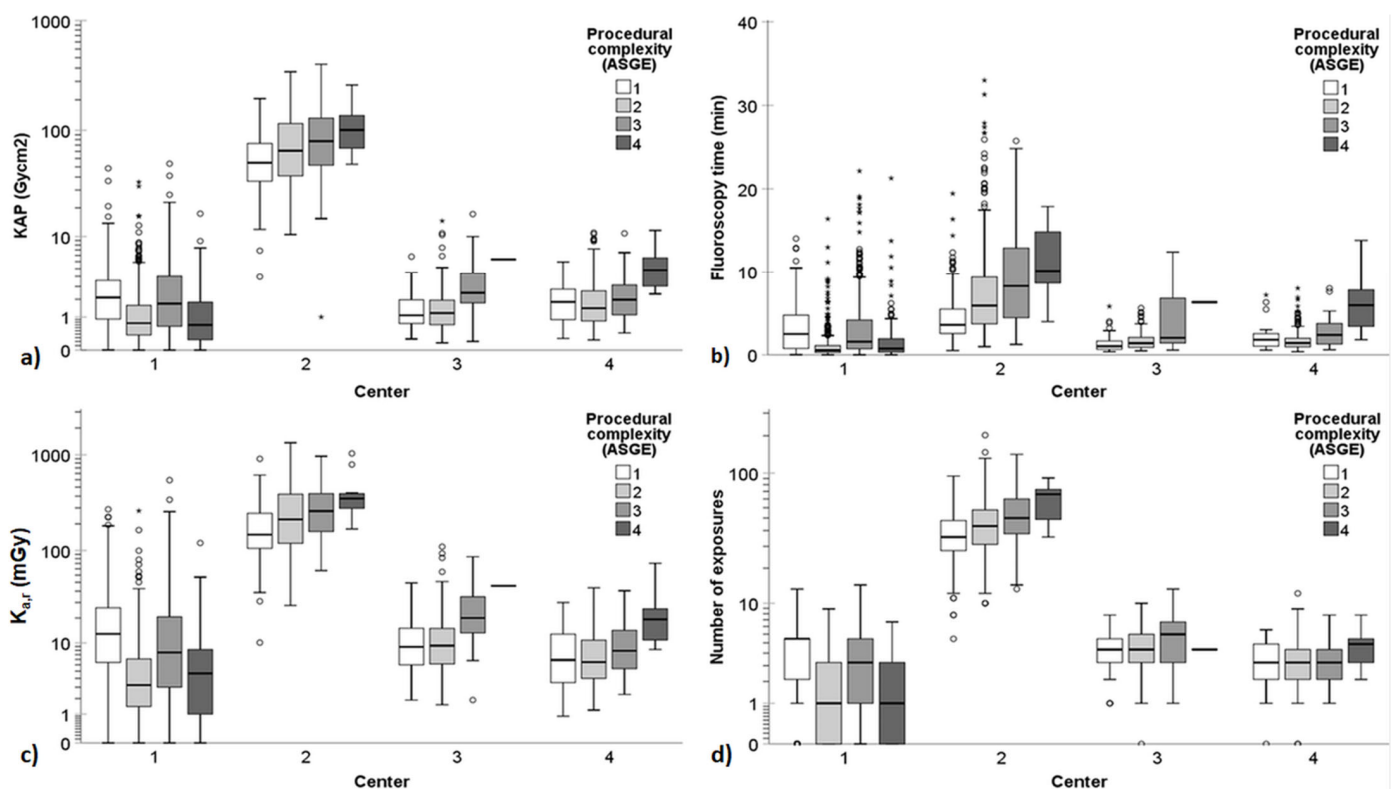 1000
100
10
1
0
KAP (Gycm2)
Procedural
complexity
(ASGE)
1
2
3
4
a)
1
2
3
4
Center
40
30
20
10
0
Fluoroscopy time (min)
Procedural
complexity
(ASGE)
1
2
3
4
b)
1
2
3
4
Center
1000
100
10
1
0
Ka,r (mGy)
Procedural
complexity
(ASGE)
1
2
3
4
c)
1
2
3
4
Center
100
10
1
0
Number of exposures
Procedural
complexity
(ASGE)
1
2
3
4
d)
1
2
3
4
Center